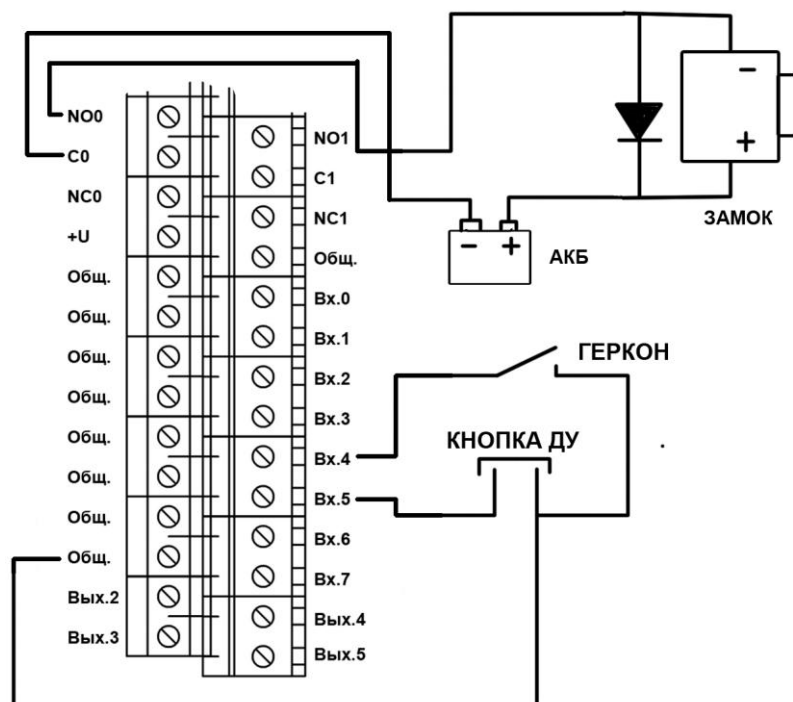 NO0
C0
NC0
+U
Общ.
Общ.
Общ.
Общ.
Общ.
Общ.
Общ.
Общ.
Вых.2
Вых.3
NO1
C1
NC1
Общ.
Вх.0
Вх.1
Вх.2
Вх.3
Вх.4
Вх.5
Вх.6
Вх.7
Вых.4
Вых.5
- +
АКБ
-
+
ЗАМОК
ГЕРКОН
КНОПКА ДУ